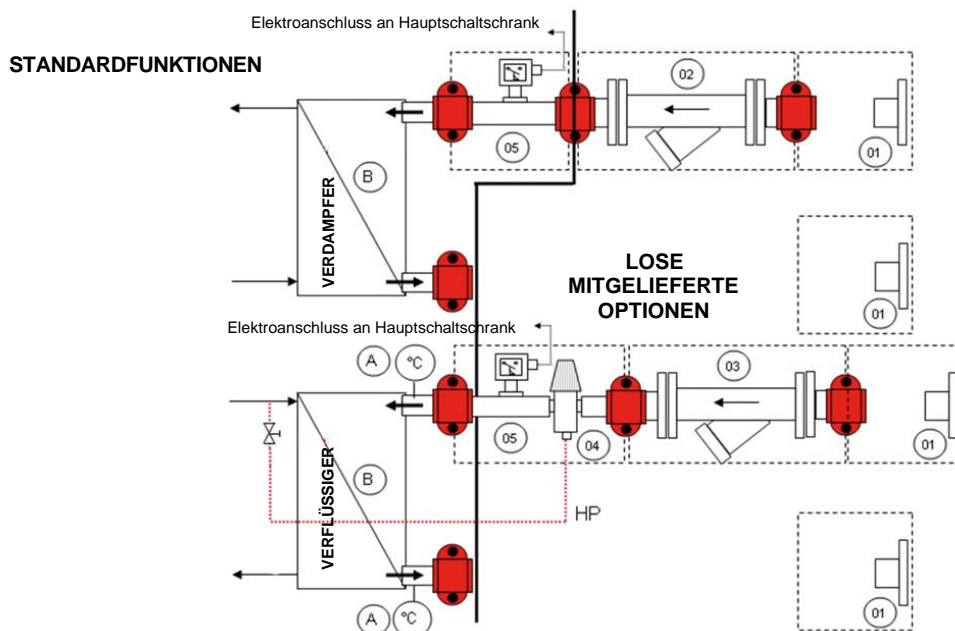 Elektroanschluss an Hauptschaltschrank
STANDARDFUNKTIONEN
02
05
01
B
VERDAMPFER
LOSE
MITGELIEFERTE
OPTIONEN
01
Elektroanschluss an Hauptschaltschrank
A
°C
03
05
04
01
B
VERFLÜSSIGER
HP
01
A
°C